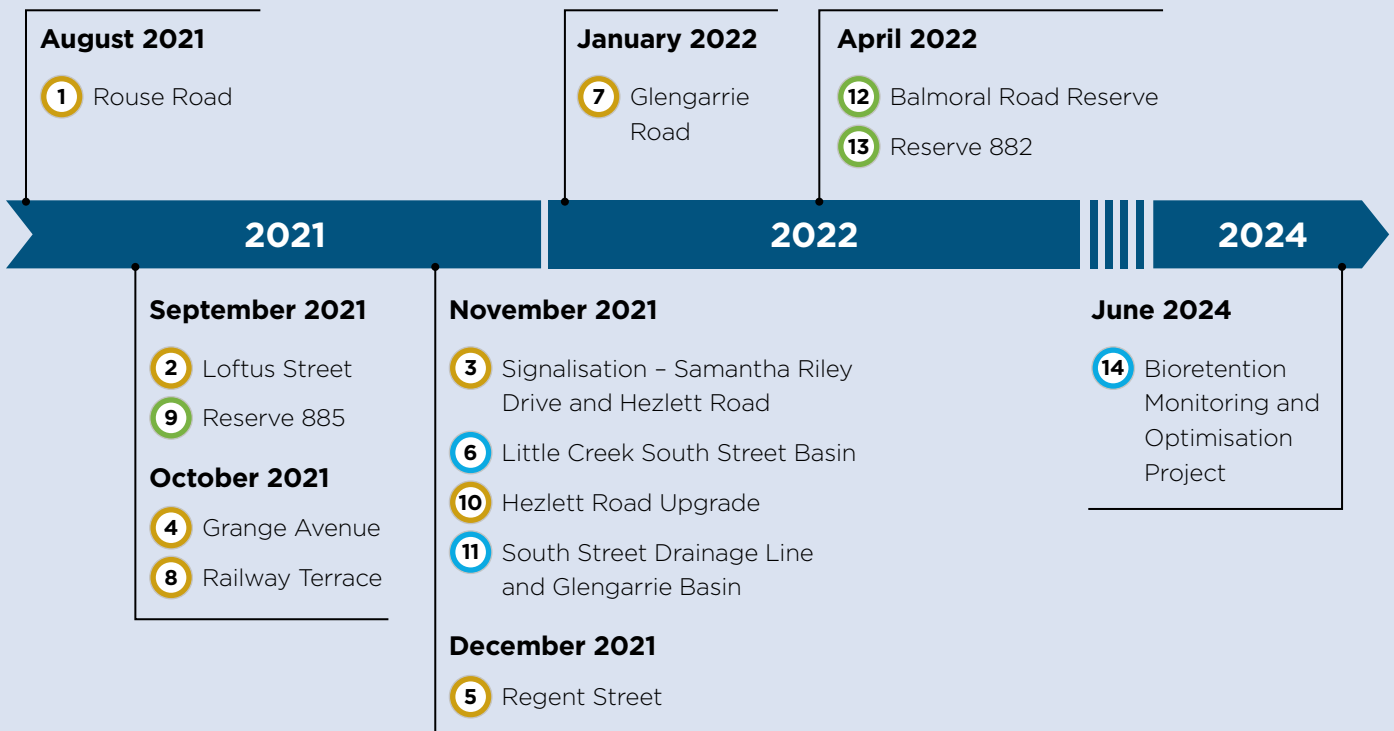 August 2021
1 Rouse Road
January 2022
7 Glengarrie
Road
April 2022
12 Balmoral Road Reserve
13 Reserve 882
2021
2022
2024
September 2021
2 Loftus Street
9 Reserve 885
October 2021
4 Grange Avenue
8 Railway Terrace
November 2021
3 Signalisation – Samantha Riley
Drive and Hezlett Road
6 Little Creek South Street Basin
10 Hezlett Road Upgrade
11 South Street Drainage Line
and Glengarrie Basin
December 2021
5 Regent Street
June 2024
14 Bioretention
Monitoring and
Optimisation
Project